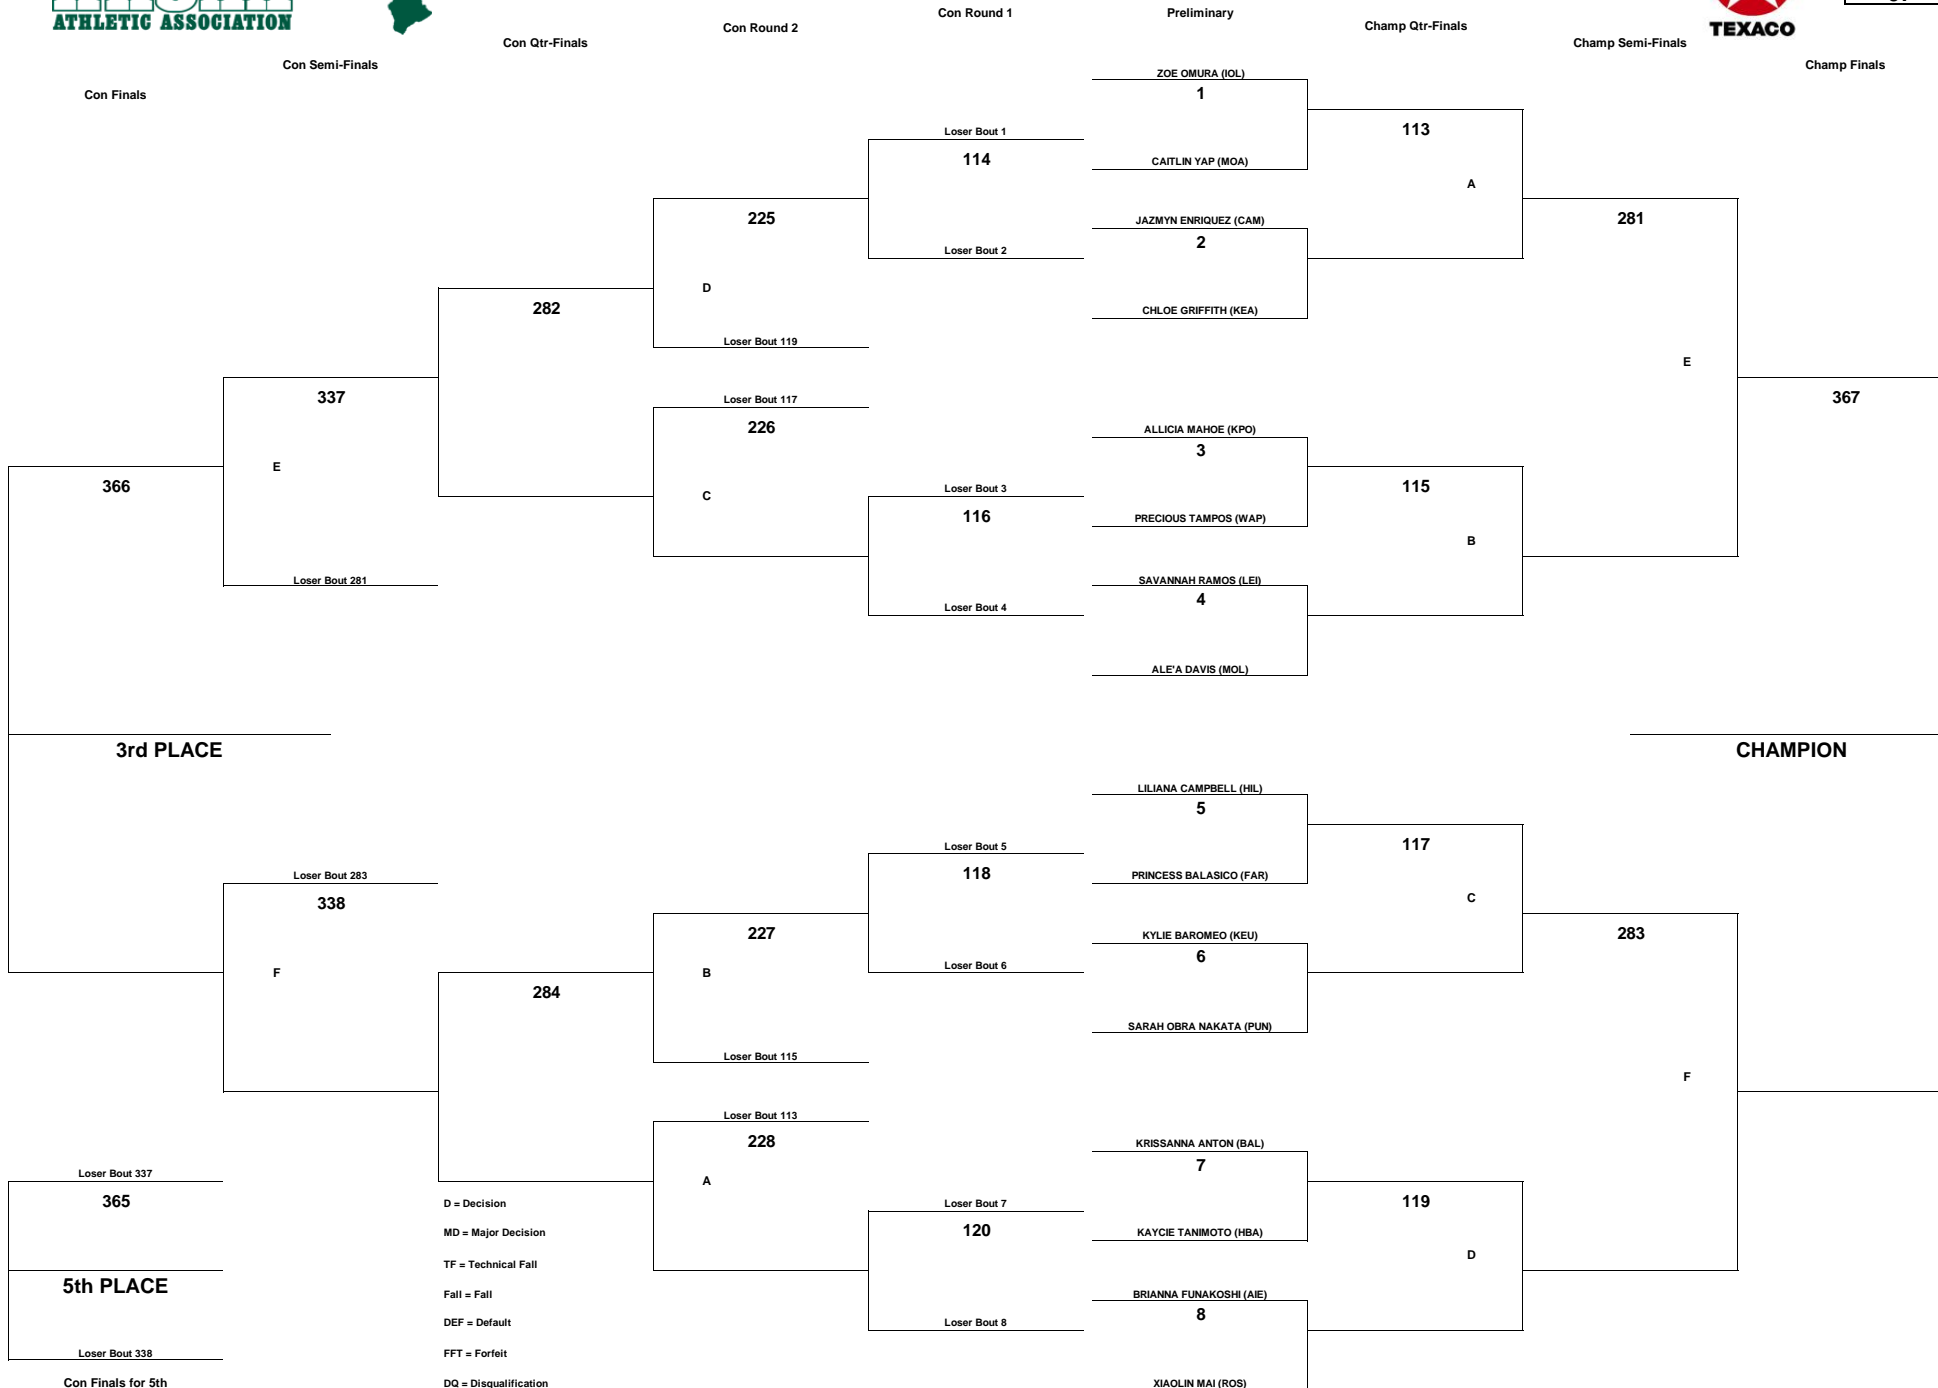 ATHLETIC ASSOCIATION
TEXACO
Con Finals
Con Semi-Finals
Con Qtr-Finals
Con Round 2
Con Round 1
Preliminary
Champ Qtr-Finals
Champ Semi-Finals
Champ Finals
ZOE OMURA (IOL)
1
CAITLIN YAP (MOA)
113
A
Loser Bout 1
114
Loser Bout 2
JAZMYN ENRIQUEZ (CAM)
2
CHLOE GRIFFITH (KEA)
225
D
Loser Bout 119
281
E
282
337
E
Loser Bout 281
Loser Bout 117
226
C
Loser Bout 3
116
Loser Bout 4
ALLICIA MAHOE (KPO)
3
PRECIOUS TAMPOS (WAP)
115
B
SAVANNAH RAMOS (LEI)
4
ALE'A DAVIS (MOL)
367
366
3rd PLACE
CHAMPION
LILIANA CAMPBELL (HIL)
5
PRINCESS BALASICO (FAR)
117
C
Loser Bout 5
118
Loser Bout 6
KYLIE BAROMEO (KEU)
6
SARAH OBRA NAKATA (PUN)
Loser Bout 283
338
F
227
B
Loser Bout 115
283
F
284
Loser Bout 113
228
A
KRISSANNA ANTON (BAL)
7
KAYCIE TANIMOTO (HBA)
119
D
Loser Bout 7
120
Loser Bout 8
BRIANNA FUNAKOSHI (AIE)
8
XIAOLIN MAI (ROS)
Loser Bout 337
365
5th PLACE
Loser Bout 338
Con Finals for 5th
D = Decision
MD = Major Decision
TF = Technical Fall
Fall = Fall
DEF = Default
FFT = Forfeit
DQ = Disqualification